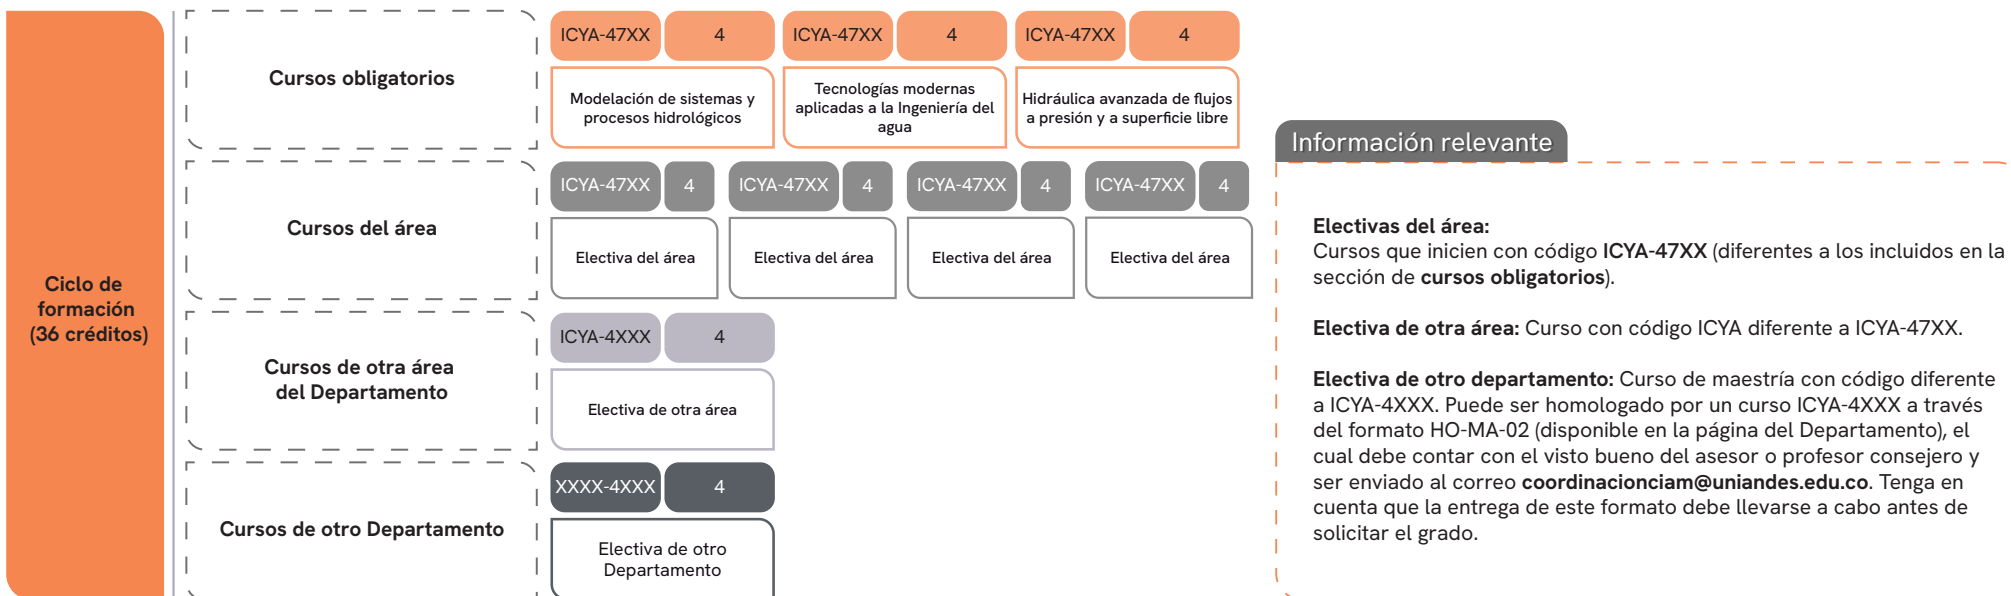 Ciclo de
formación
(36 créditos)
Cursos obligatorios
ICYA-47XX 4 ICYA-47XX 4 ICYA-47XX 4
Modelación de sistemas y
procesos hidrológicos
Tecnologías modernas
aplicadas a la Ingeniería del
agua
Hidráulica avanzada de flujos
a presión y a superficie libre
Cursos del área
ICYA-47XX 4 ICYA-47XX 4 ICYA-47XX 4 ICYA-47XX 4
Electiva del área Electiva del área Electiva del área Electiva del área
Cursos de otra área
del Departamento
ICYA-4XXX 4
Electiva de otra área
Cursos de otro Departamento
XXXX-4XXX 4
Electiva de otro
Departamento
Información relevante
Electivas del área:
Cursos que inicien con código ICYA-47XX (diferentes a los incluidos en la
sección de cursos obligatorios).
Electiva de otra área: Curso con código ICYA diferente a ICYA-47XX.
Electiva de otro departamento: Curso de maestría con código diferente
a ICYA-4XXX. Puede ser homologado por un curso ICYA-4XXX a través
del formato HO-MA-02 (disponible en la página del Departamento), el
cual debe contar con el visto bueno del asesor o profesor consejero y
ser enviado al correo coordinacionciam@uniandes.edu.co. Tenga en
cuenta que la entrega de este formato debe llevarse a cabo antes de
solicitar el grado.